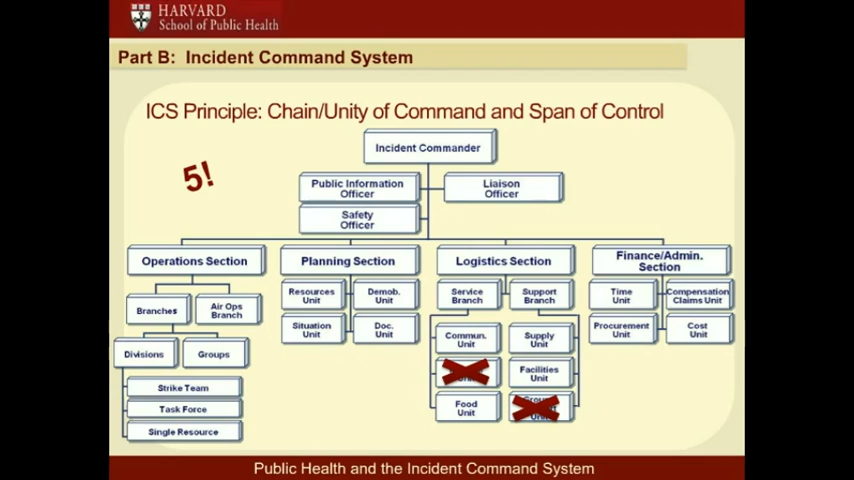 HARVARD
School of Public Health
Part B: Incident Command System
ICS Principle: Chain/Unity of Command and Span of Control
5!
Incident Commander
Public Information
Officer
Liaison
Officer
Safety
Officer
Operations Section
Planning Section
Logistics Section
Finance/Admin.
Section
Branches
Air Ops
Branch
Divisions
Groups
Strike Team
Task Force
Single Resource
Resources
Unit
Demob.
Unit
Situation
Unit
Doc.
Unit
Service
Branch
Support
Branch
Commun.
Unit
Supply
Unit
Facilities
Unit
Food
Unit
Time
Unit
Compensation
Claims Unit
Procurement
Unit
Cost
Unit
Public Health and the Incident Command System